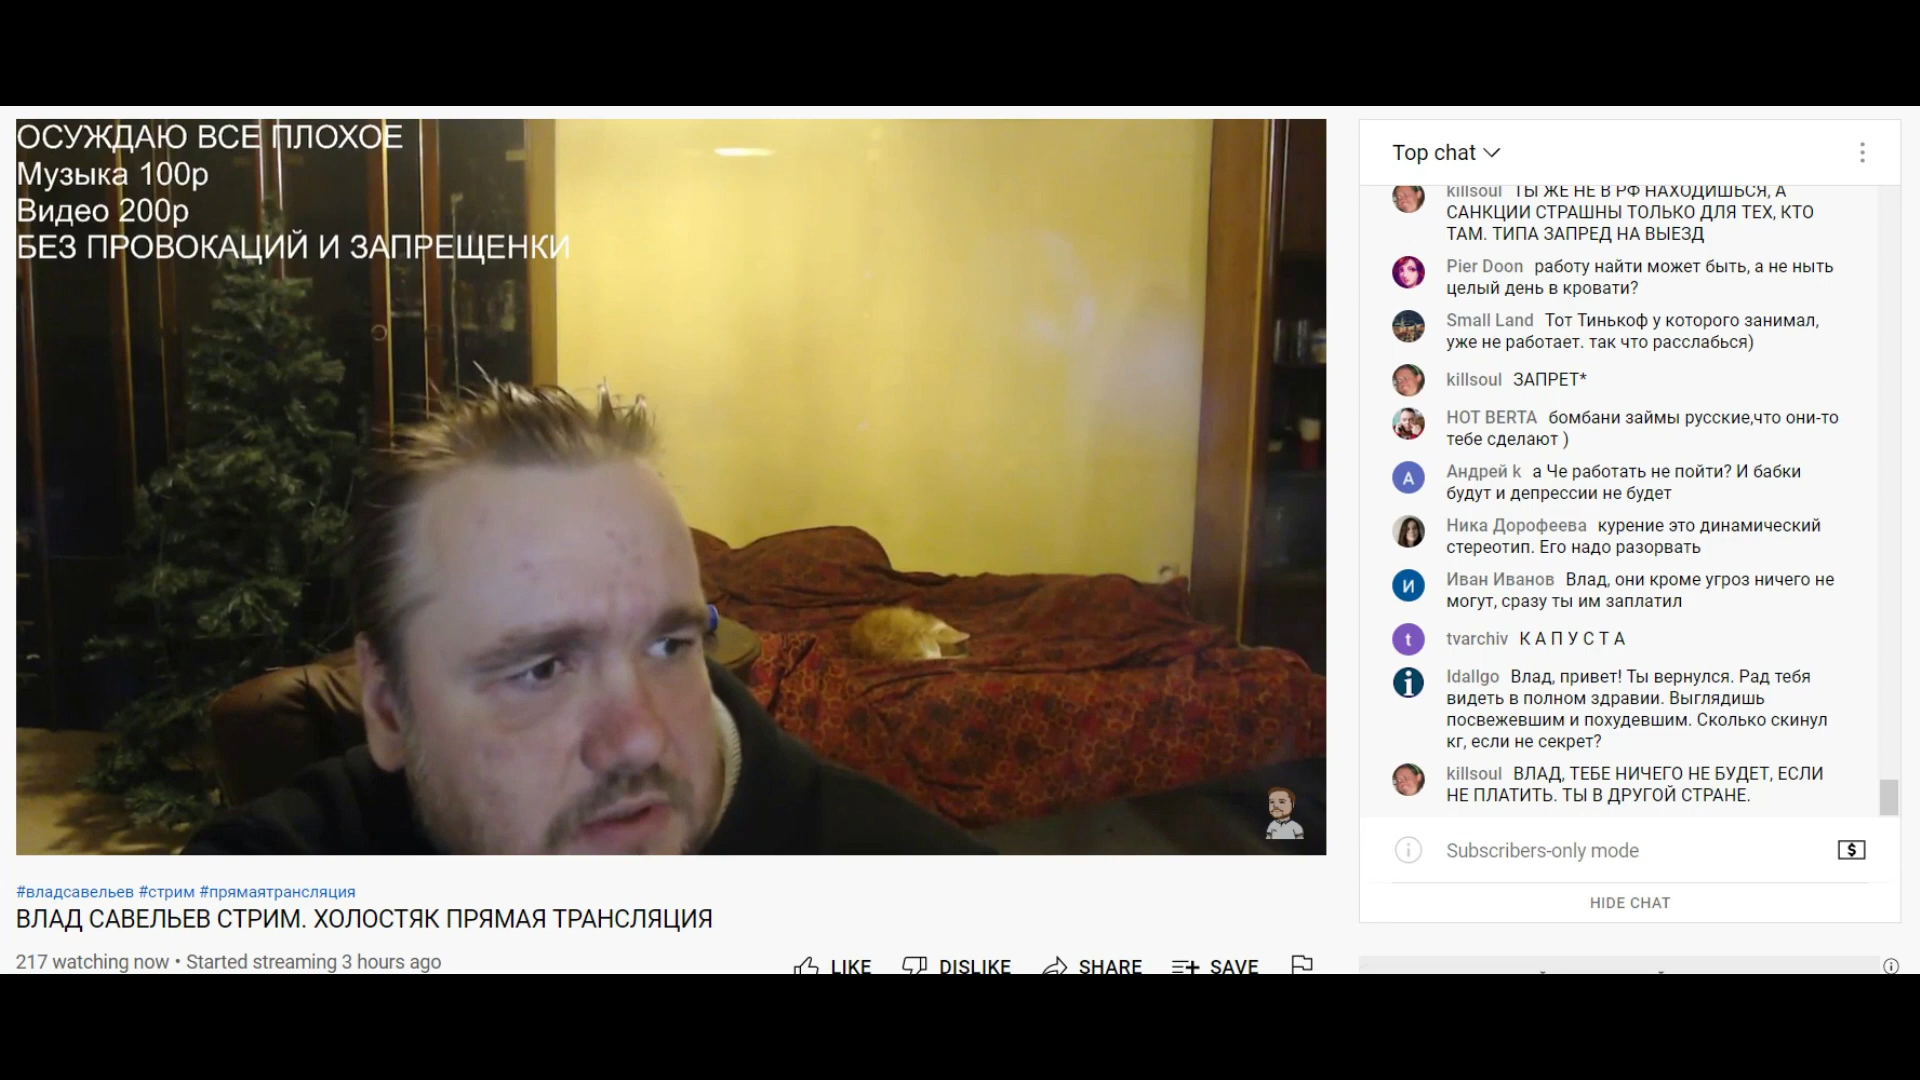 ОСУЖДАЮ ВСЕ ПЛОХОЕ
Музыка 100р
Видео 200р
БЕЗ ПРОВОКАЦИЙ И ЗАПРЕЩЕНКИ
#владсавельев #стрим #прямаятрансляция
ВЛАД САВЕЛЬЕВ СТРИМ. ХОЛОСТЯК ПРЯМАЯ ТРАНСЛЯЦИЯ
217 watching now • Started streaming 3 hours ago
LIKE DISLIKE SHARE SAVE
Top chat
killsoul ТЫ ЖЕ НЕ В РФ НАХОДИШЬСЯ, А
САНКЦИИ СТРАШНЫ ТОЛЬКО ДЛЯ ТЕХ, КТО
ТАМ. ТИПА ЗАПРЕД НА ВЫЕЗД
Pier Doon работу найти может быть, а не ныть
целый день в кровати?
Small Land Тот Тинькоф у которого занимал,
уже не работает. так что расслабься)
killsoul ЗАПРЕТ*
HOT BERTA бомбани займы русские,что они-то
тебе сделают )
А
Андрей k а Че работать не пойти? И бабки
будут и депрессии не будет
Ника Дорофеева курение это динамический
стереотип. Его надо разорвать
И
Иван Иванов Влад, они кроме угроз ничего не
могут, сразу ты им заплатил
t
tvarchiv К А П У С Т А
Idallgo Влад, привет! Ты вернулся. Рад тебя
видеть в полном здравии. Выглядишь
посвежевшим и похудевшим. Сколько скинул
кг, если не секрет?
killsoul ВЛАД, ТЕБЕ НИЧЕГО НЕ БУДЕТ, ЕСЛИ
НЕ ПЛАТИТЬ. ТЫ В ДРУГОЙ СТРАНЕ.
Subscribers-only mode
HIDE CHAT